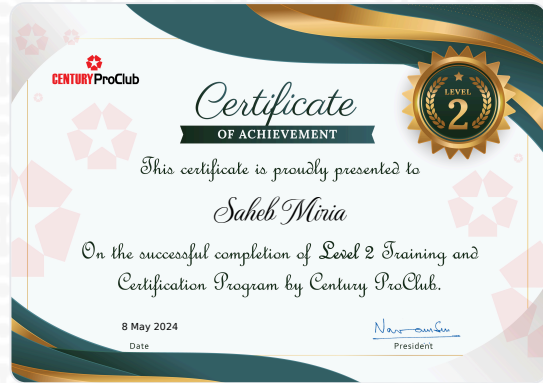 CENTURY ProClub
Certificate
OF ACHIEVEMENT
LEVEL
2
This certificate is proudly presented to
Saheb Miria
On the successful completion of Level 2 Training and
Certification Program by Century ProClub.
8 May 2024
Date
President